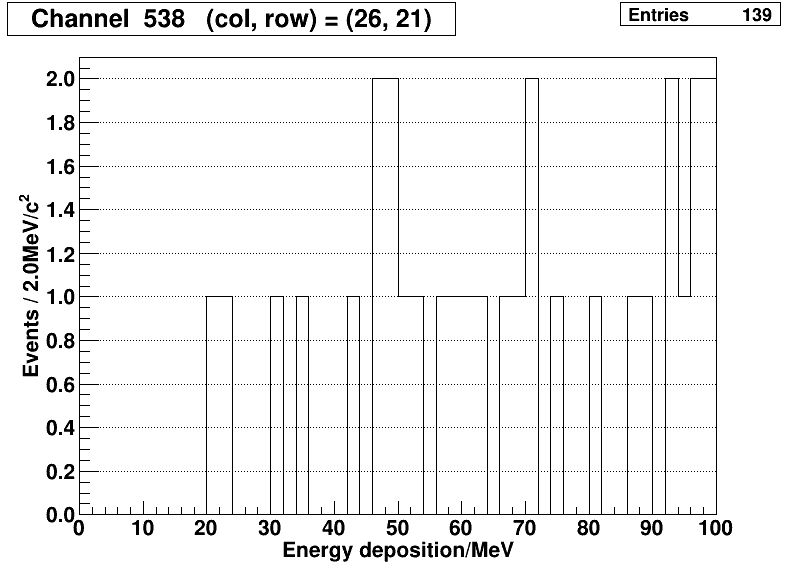 Channel 538 (col, row) = (26, 21)
Entries 139
2.0
1.8
1.6
1.4
1.2
1.0
0.8
0.6
0.4
0.2
0.0
Events / 2.0MeV/c²
0 10 20 30 40 50 60 70 80 90 100
Energy deposition/MeV